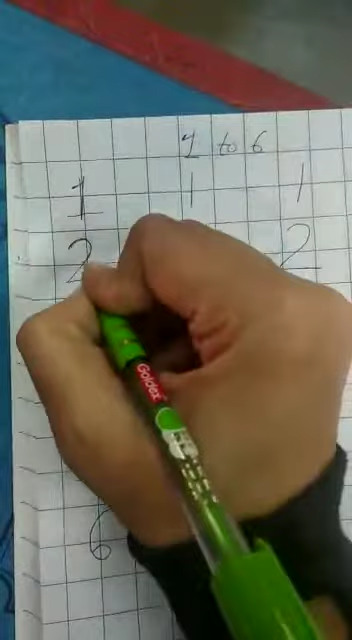 1 to 6
1 1 1
2 2
Goldex
6